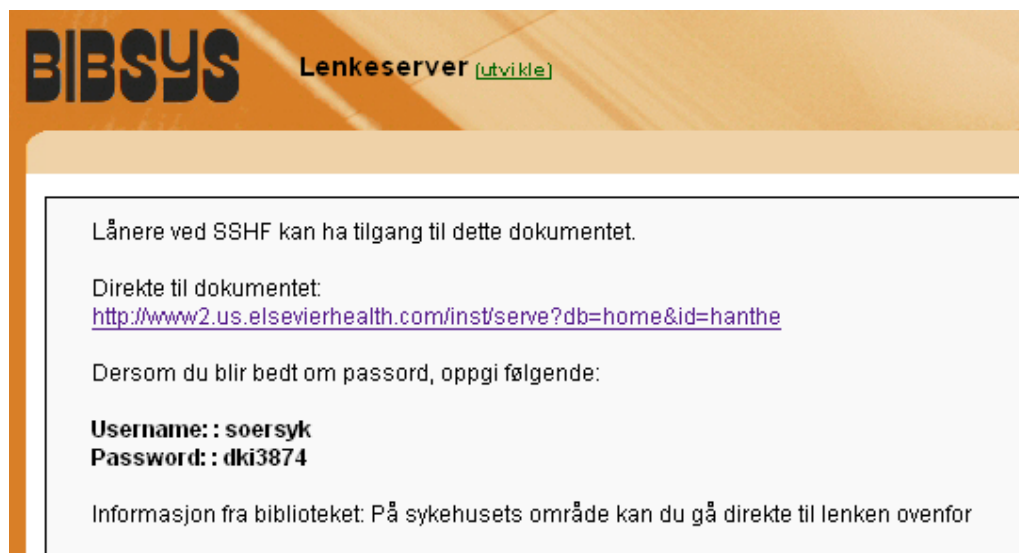 BIBSYS Lenkeserver (utvikle)
Lånere ved SSHF kan ha tilgang til dette dokumentet.
Direkte til dokumentet:
http://www2.us.elsevierhealth.com/inst/serve?db=home&id=hanthe
Dersom du blir bedt om passord, oppgi følgende:
Username: : soersyk
Password: : dki3874
Informasjon fra biblioteket: På sykehusets område kan du gå direkte til lenken ovenfor